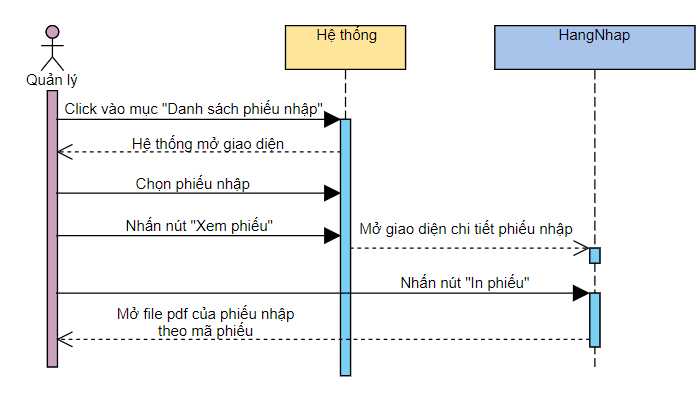 Hệ thống
HangNhap
Quản lý
Click vào mục "Danh sách phiếu nhập"
Hệ thống mở giao diện
Chọn phiếu nhập
Nhấn nút "Xem phiếu"
Mở giao diện chi tiết phiếu nhập
Nhấn nút "In phiếu"
Mở file pdf của phiếu nhập
theo mã phiếu